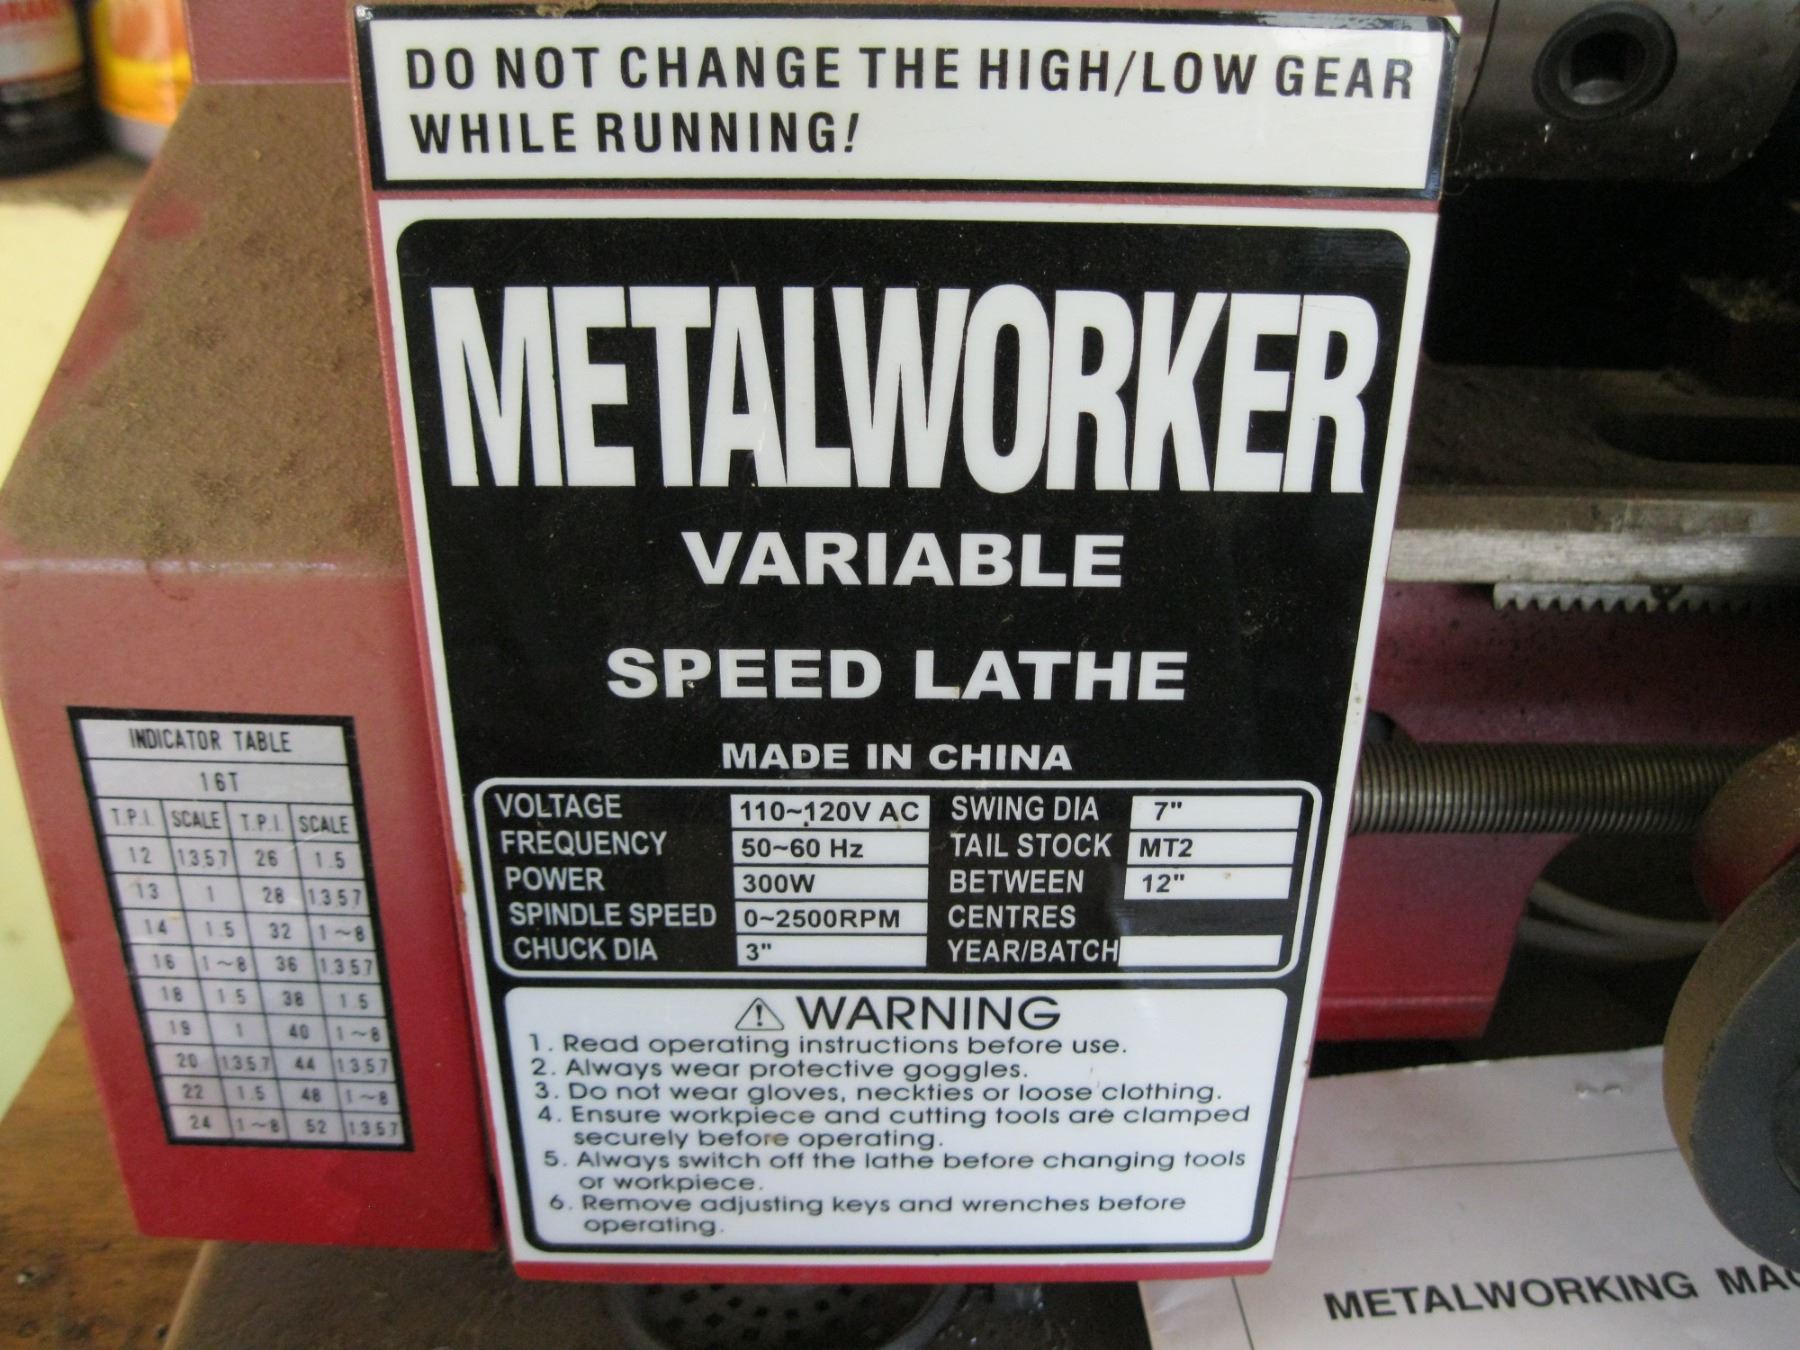 DO NOT CHANGE THE HIGH/LOW GEAR
WHILE RUNNING!
METALWORKER
VARIABLE
SPEED LATHE
MADE IN CHINA
VOLTAGE 110~120V AC SWING DIA 7"
FREQUENCY 50~60 Hz TAIL STOCK MT2
POWER 300W BETWEEN 12"
SPINDLE SPEED 0~2500RPM CENTRES
CHUCK DIA 3" YEAR/BATCH
WARNING
1. Read operating instructions before use.
2. Always wear protective goggles.
3. Do not wear gloves, neckties or loose clothing.
4. Ensure workpiece and cutting tools are clamped
securely before operating.
5. Always switch off the lathe before changing tools
or workpiece.
6. Remove adjusting keys and wrenches before
operating.
INDICATOR TABLE
16T
T.P.I. SCALE T.P.I. SCALE
12 1357 26 1.5
13 1 28 1.357
14 1.5 32 1~8
16 1~8 36 1.357
18 1 5 38 1.5
19 1 40 1~8
20 1357 44 1357
22 1.5 48 1~8
24 1~8 52 1357
METALWORKING